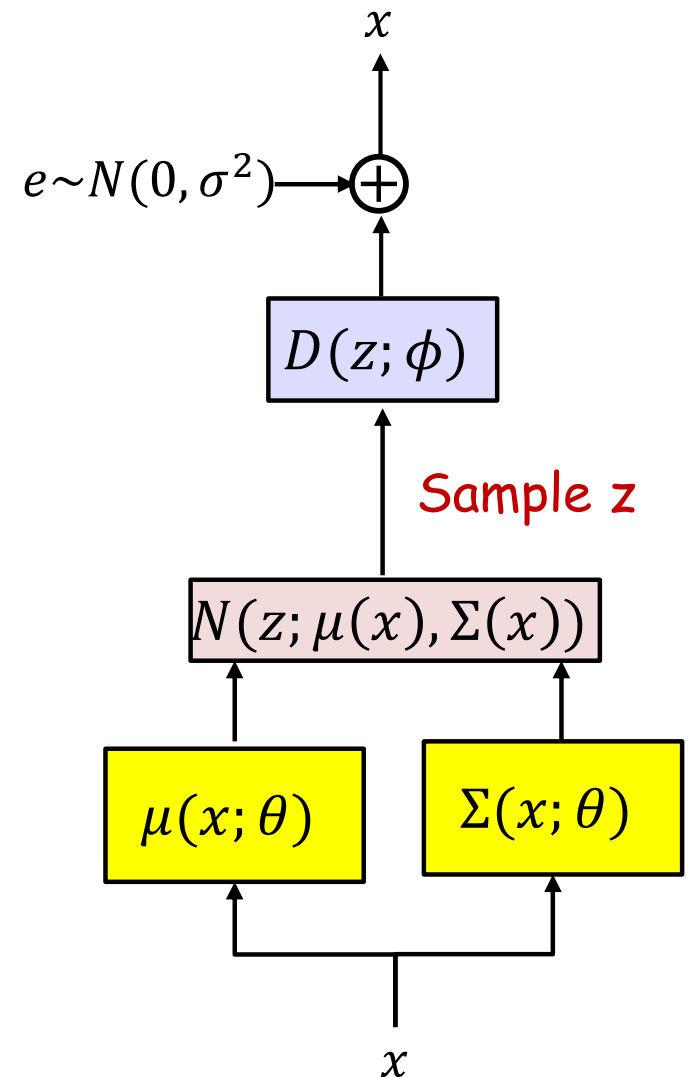 x
e~N(0, σ²)
D(z; ϕ)
Sample z
N(z; μ(x), Σ(x))
μ(x; θ)
Σ(x; θ)
x